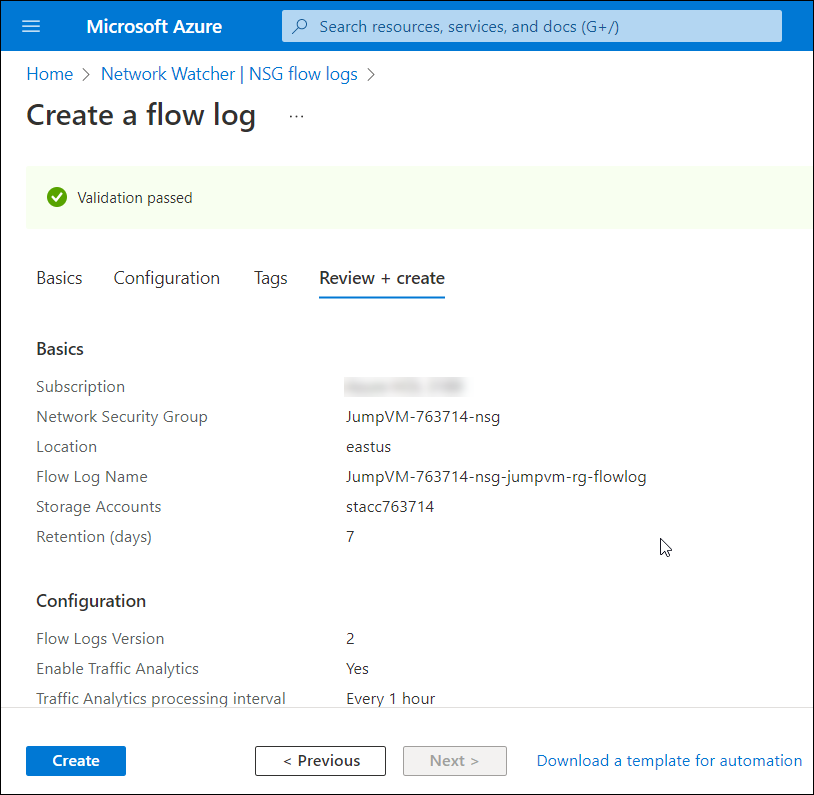 Microsoft Azure
Search resources, services, and docs (G+/)
Home > Network Watcher | NSG flow logs >
Create a flow log ...
Validation passed
Basics Configuration Tags Review + create
Basics
Subscription
Network Security Group JumpVM-763714-nsg
Location eastus
Flow Log Name JumpVM-763714-nsg-jumpvm-rg-flowlog
Storage Accounts stacc763714
Retention (days) 7
Configuration
Flow Logs Version 2
Enable Traffic Analytics Yes
Traffic Analytics processing interval Every 1 hour
Create < Previous Next > Download a template for automation